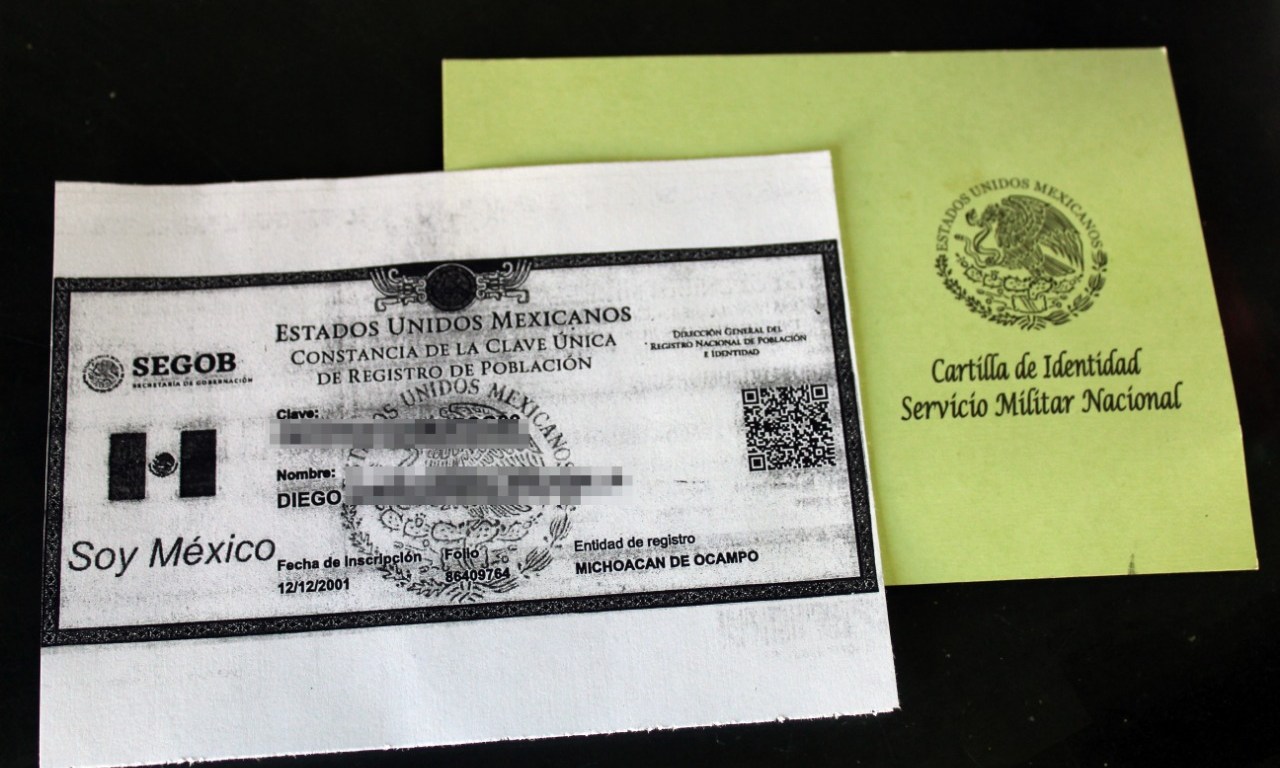 ESTADOS UNIDOS MEXICANOS
CONSTANCIA DE LA CLAVE ÚNICA
DE REGISTRO DE POBLACIÓN
SEGOB
SECRETARÍA DE GOBERNACIÓN
DIRECCIÓN GENERAL DEL
REGISTRO NACIONAL DE POBLACIÓN
E IDENTIDAD
UNIDOS MEXICANOS
Clave:
Nombre:
DIEGO
Soy México
Fecha de inscripción
12/12/2001
Folio
86409764
Entidad de registro
MICHOACAN DE OCAMPO
ESTADOS UNIDOS MEXICANOS
Cartilla de Identidad
Servicio Militar Nacional